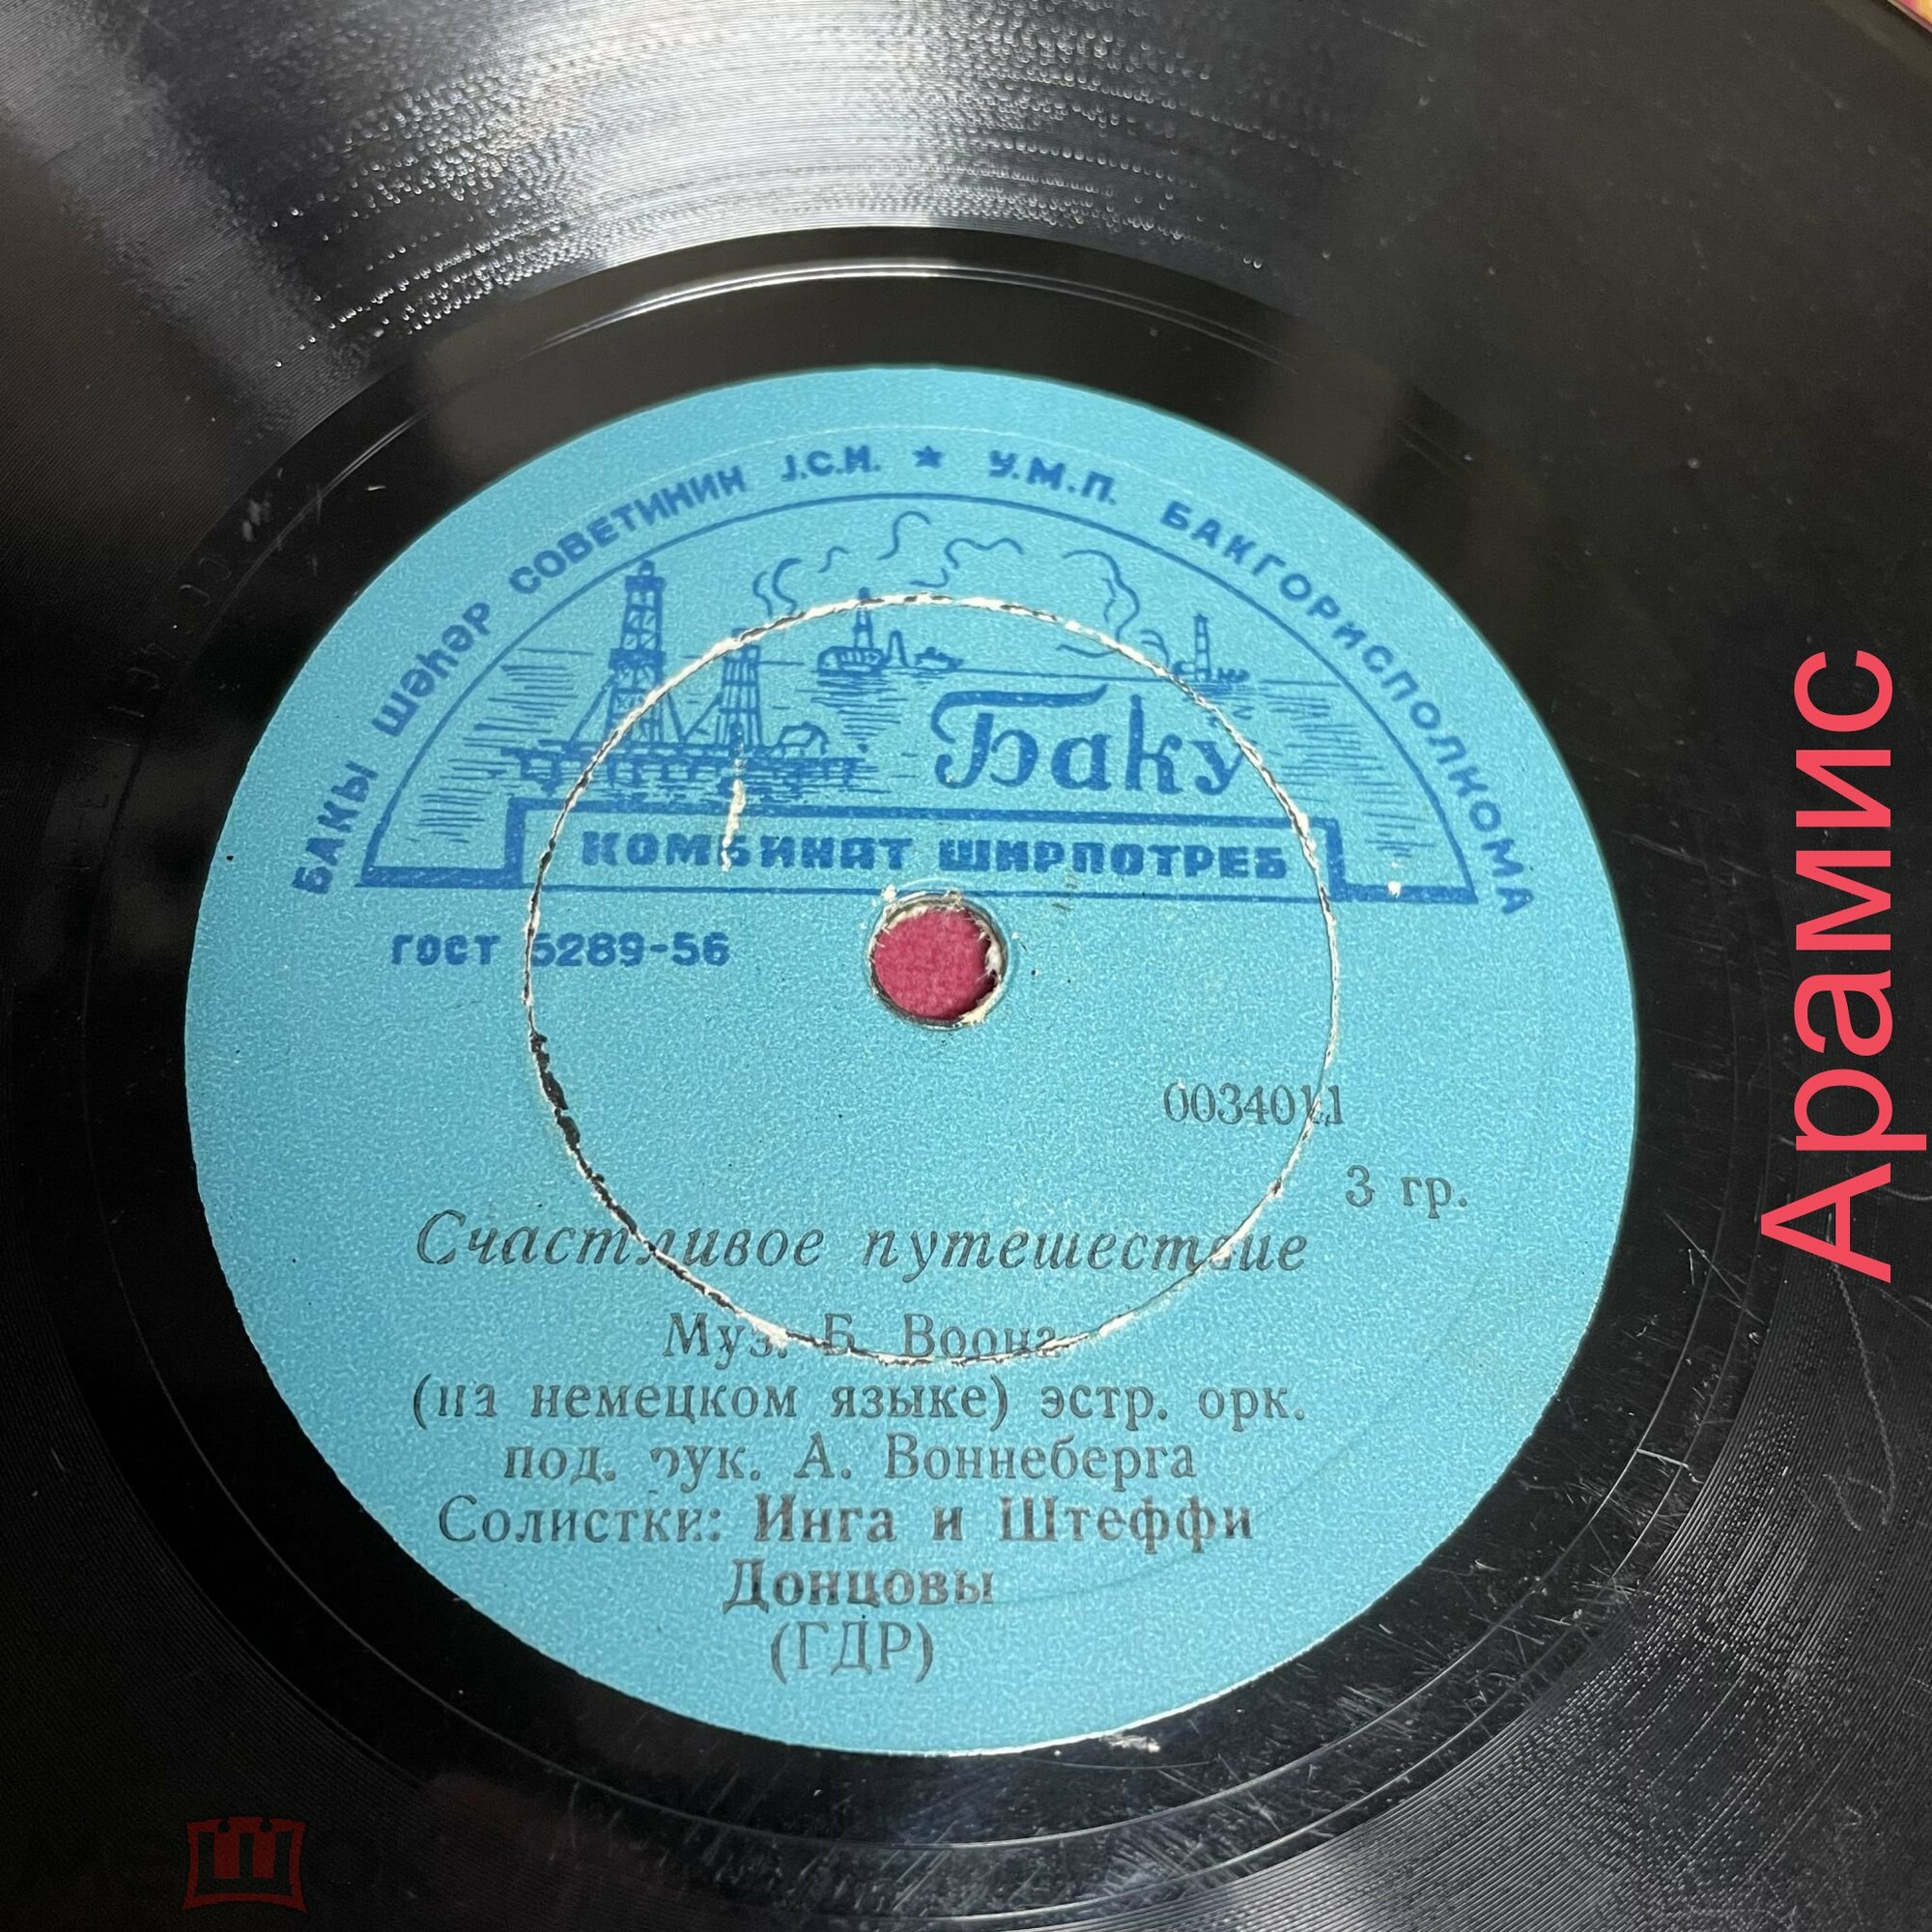 БАКЫ ШӘҺӘР СОВЕТИНИН Ј.С.И. ★ У.М.П. БАКГОРИСПОЛКОМА
Баку
КОМБИНАТ ШИРПОТРЕБ
ГОСТ 5289-56
0034011
3 гр.
Счастливое путешествие
Муз. Б. Воона
(на немецком языке) эстр. орк.
под. рук. А. Воннеберга
Солистки: Инга и Штеффи
Донцовы
(ГДР)
Арамис